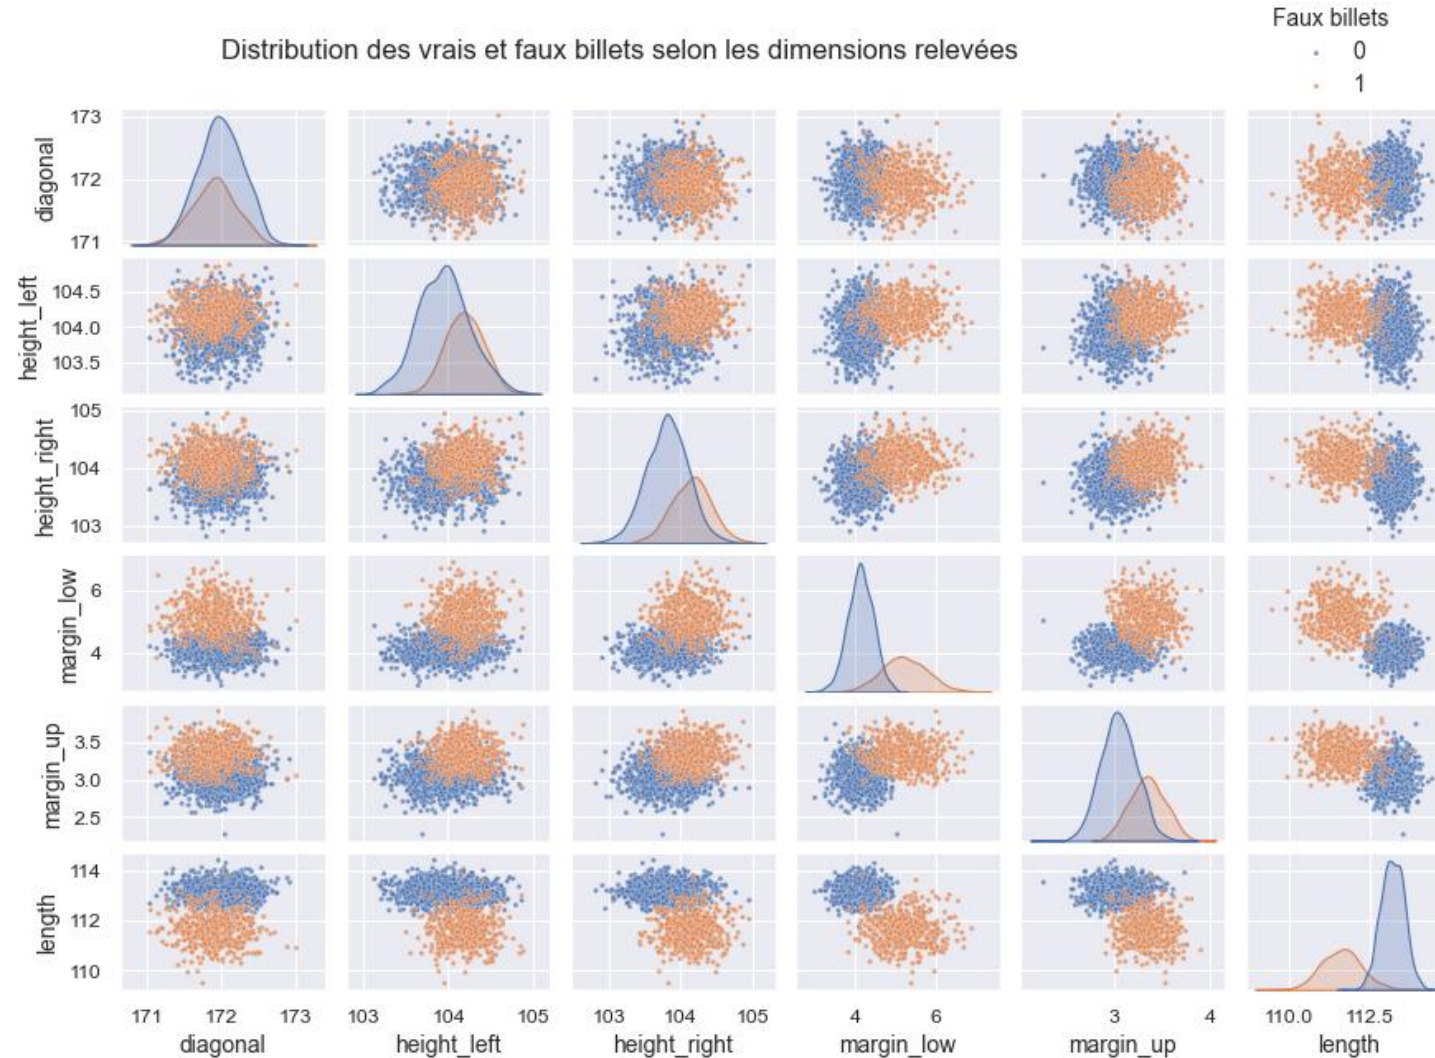 Faux billets
Distribution des vrais et faux billets selon les dimensions relevées
0
1
173
172
171
diagonal
104.5
104.0
103.5
height_left
105
104
103
height_right
6
4
margin_low
3.5
3.0
2.5
margin_up
114
112
110
length
171 172 173 103 104 105 103 104 105 4 6 3 4 110.0 112.5
diagonal height_left height_right margin_low margin_up length